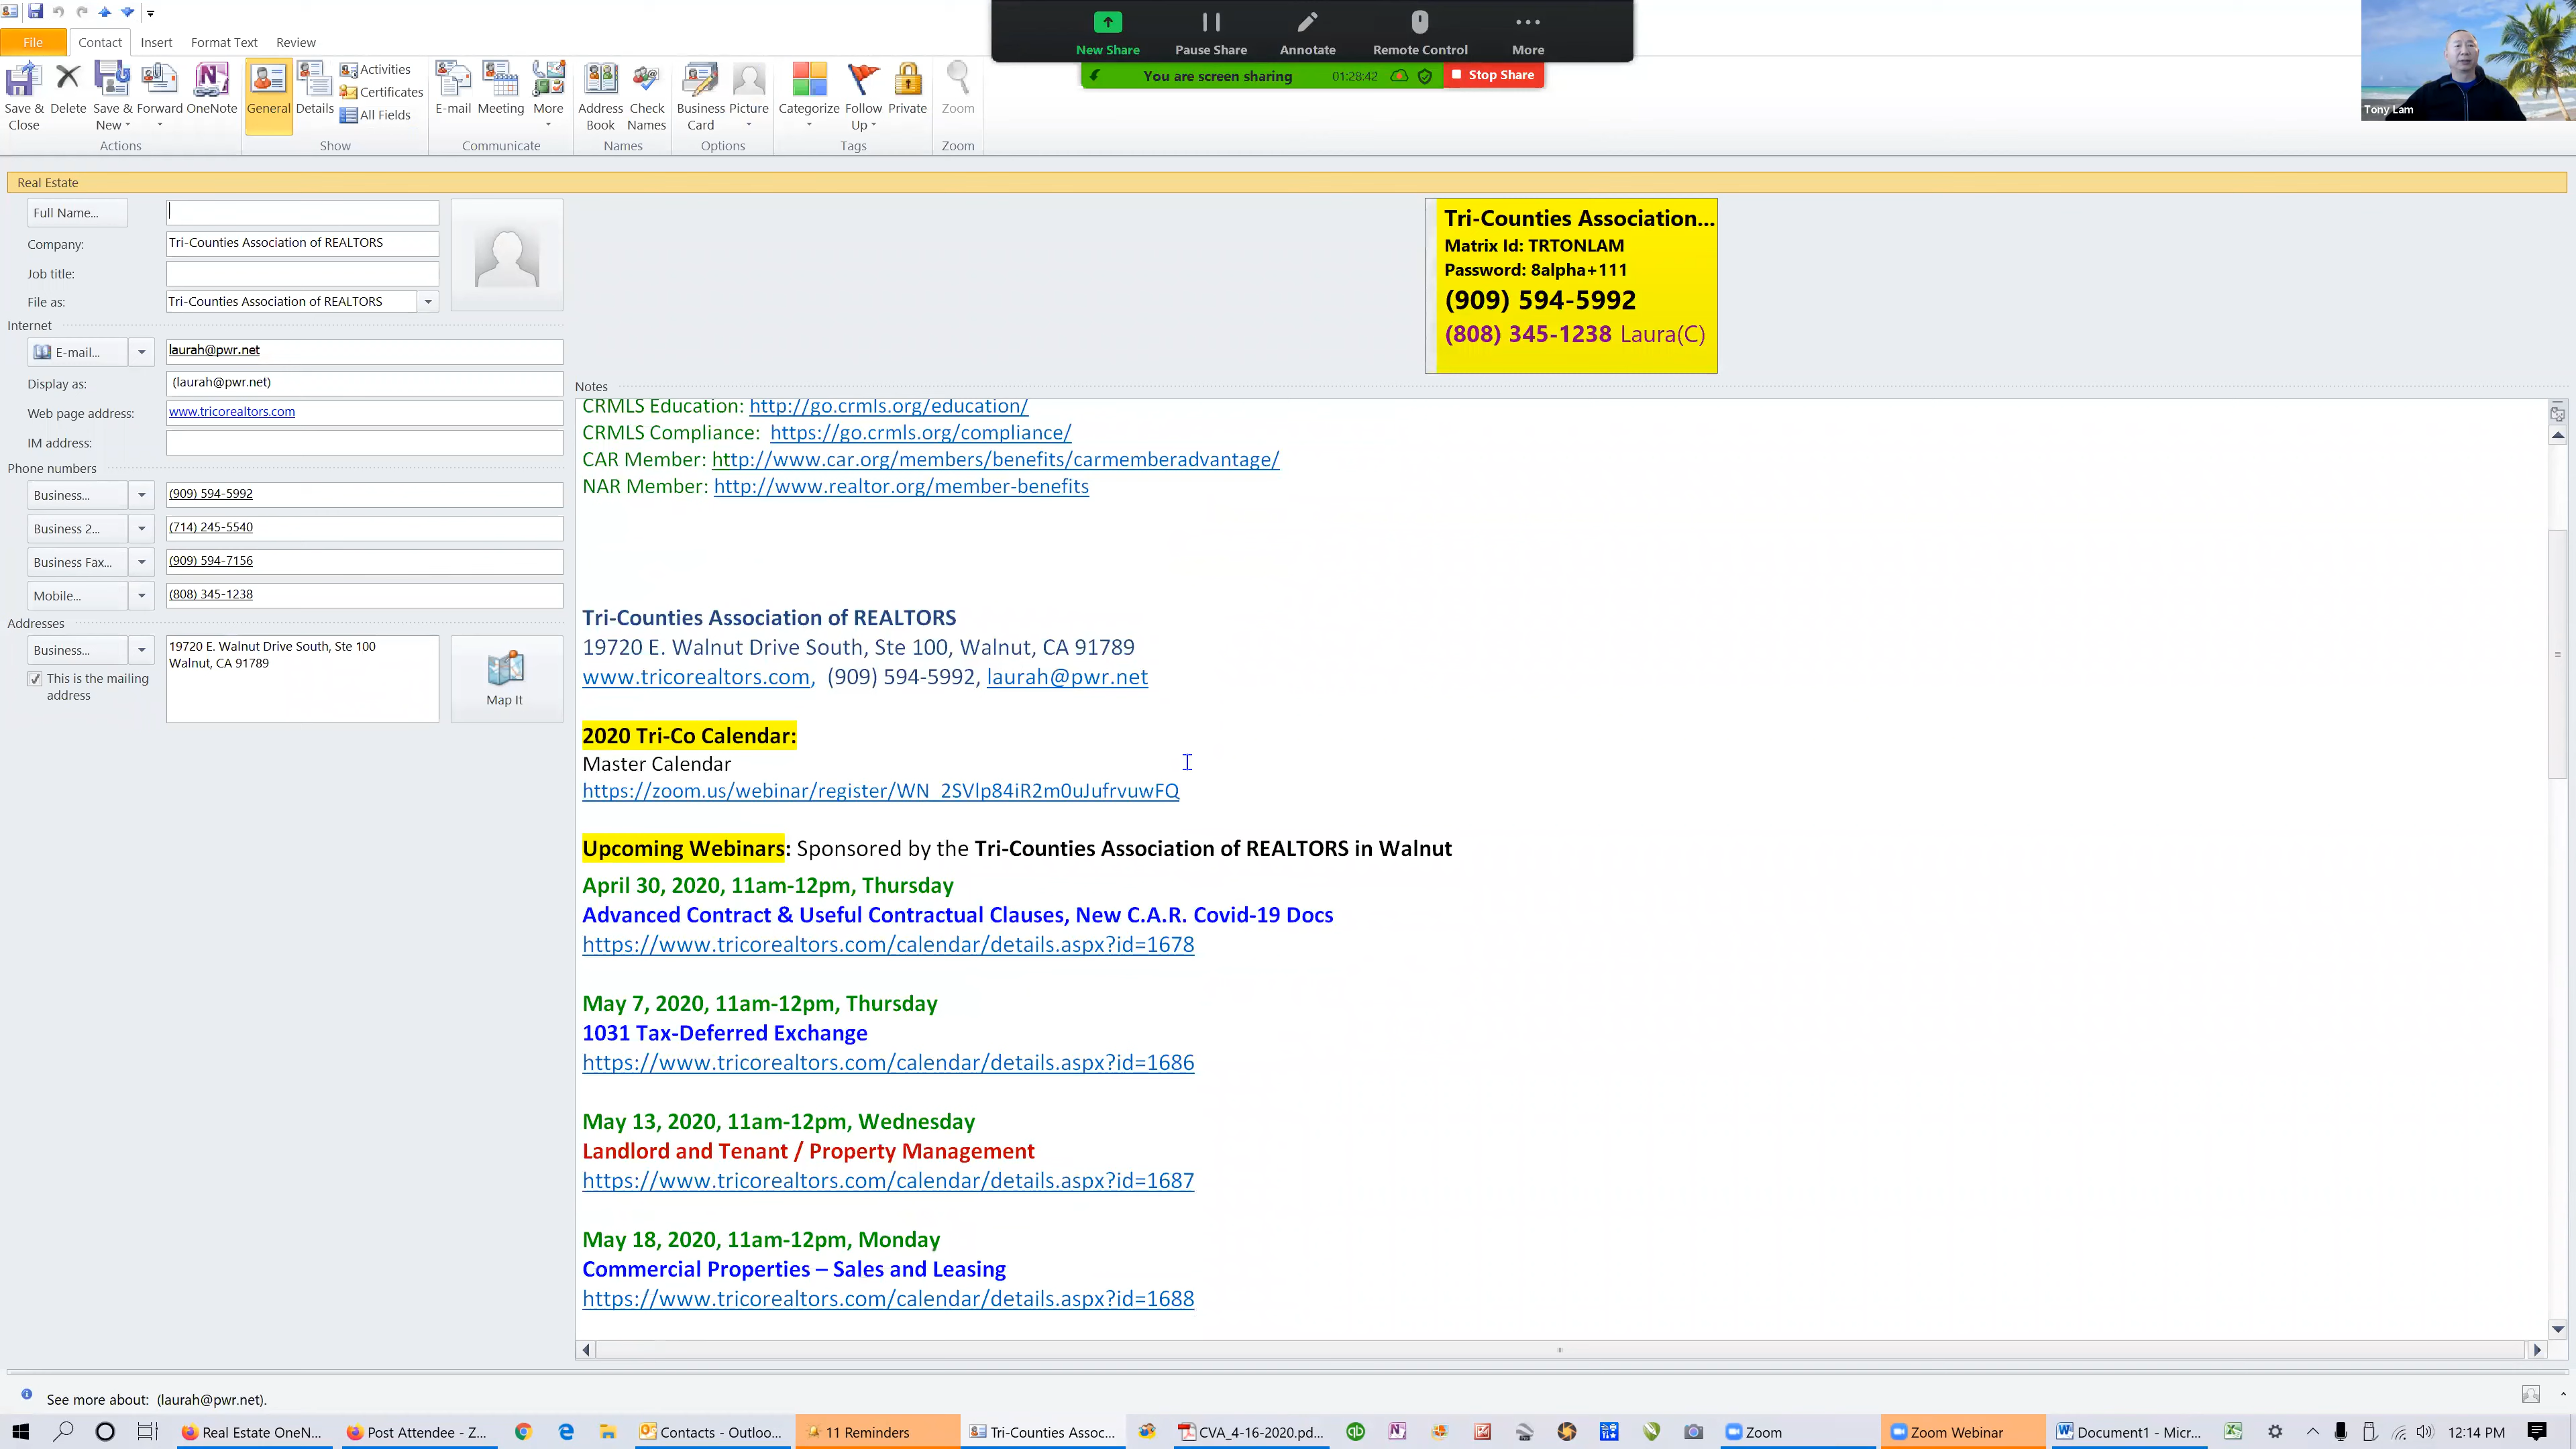 New Share
Pause Share
Annotate
Remote Control
More
You are screen sharing
01:28:42
Stop Share
Tony Lam
File
Contact
Insert
Format Text
Review
Save & Close
Delete
Save & New
Forward
OneNote
General
Details
Activities
Certificates
All Fields
E-mail
Meeting
More
Address Book
Check Names
Business Card
Picture
Categorize
Follow Up
Private
Zoom
Actions
Show
Communicate
Names
Options
Tags
Zoom
Real Estate
Full Name...
Company:
Tri-Counties Association of REALTORS
Job title:
File as:
Tri-Counties Association of REALTORS
Internet
E-mail...
laurah@pwr.net
Display as:
(laurah@pwr.net)
Web page address:
www.tricorealtors.com
IM address:
Phone numbers
Business...
(909) 594-5992
Business 2...
(714) 245-5540
Business Fax...
(909) 594-7156
Mobile...
(808) 345-1238
Addresses
Business...
19720 E. Walnut Drive South, Ste 100
Walnut, CA 91789
This is the mailing address
Map It
Tri-Counties Association...
Matrix Id: TRTONLAM
Password: 8alpha+111
(909) 594-5992
(808) 345-1238 Laura(C)
Notes
CRMLS Education: http://go.crmls.org/education/
CRMLS Compliance: https://go.crmls.org/compliance/
CAR Member: http://www.car.org/members/benefits/carmemberadvantage/
NAR Member: http://www.realtor.org/member-benefits
Tri-Counties Association of REALTORS
19720 E. Walnut Drive South, Ste 100, Walnut, CA 91789
www.tricorealtors.com, (909) 594-5992, laurah@pwr.net
2020 Tri-Co Calendar:
Master Calendar
https://zoom.us/webinar/register/WN_2SVlp84iR2m0uJufrvuwFQ
Upcoming Webinars: Sponsored by the Tri-Counties Association of REALTORS in Walnut
April 30, 2020, 11am-12pm, Thursday
Advanced Contract & Useful Contractual Clauses, New C.A.R. Covid-19 Docs
https://www.tricorealtors.com/calendar/details.aspx?id=1678
May 7, 2020, 11am-12pm, Thursday
1031 Tax-Deferred Exchange
https://www.tricorealtors.com/calendar/details.aspx?id=1686
May 13, 2020, 11am-12pm, Wednesday
Landlord and Tenant / Property Management
https://www.tricorealtors.com/calendar/details.aspx?id=1687
May 18, 2020, 11am-12pm, Monday
Commercial Properties – Sales and Leasing
https://www.tricorealtors.com/calendar/details.aspx?id=1688
See more about: (laurah@pwr.net).
Real Estate OneN...
Post Attendee - Z...
Contacts - Outloo...
11 Reminders
Tri-Counties Assoc...
CVA_4-16-2020.pd...
Zoom
Zoom Webinar
Document1 - Micr...
12:14 PM